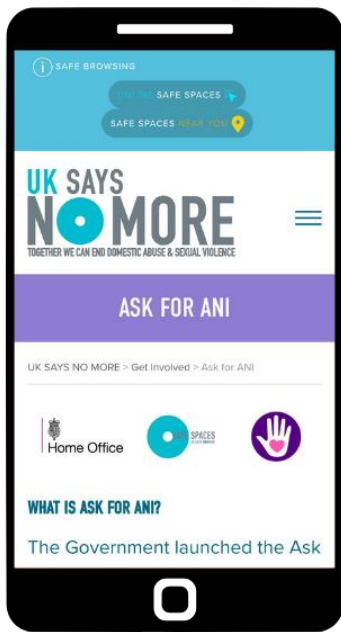 i SAFE BROWSING
ONLINE SAFE SPACES
SAFE SPACES NEAR YOU
UK SAYS
NO MORE
TOGETHER WE CAN END DOMESTIC ABUSE & SEXUAL VIOLENCE
ASK FOR ANI
UK SAYS NO MORE > Get Involved > Ask for ANI
Home Office
SAFE SPACES
WHAT IS ASK FOR ANI?
The Government launched the Ask